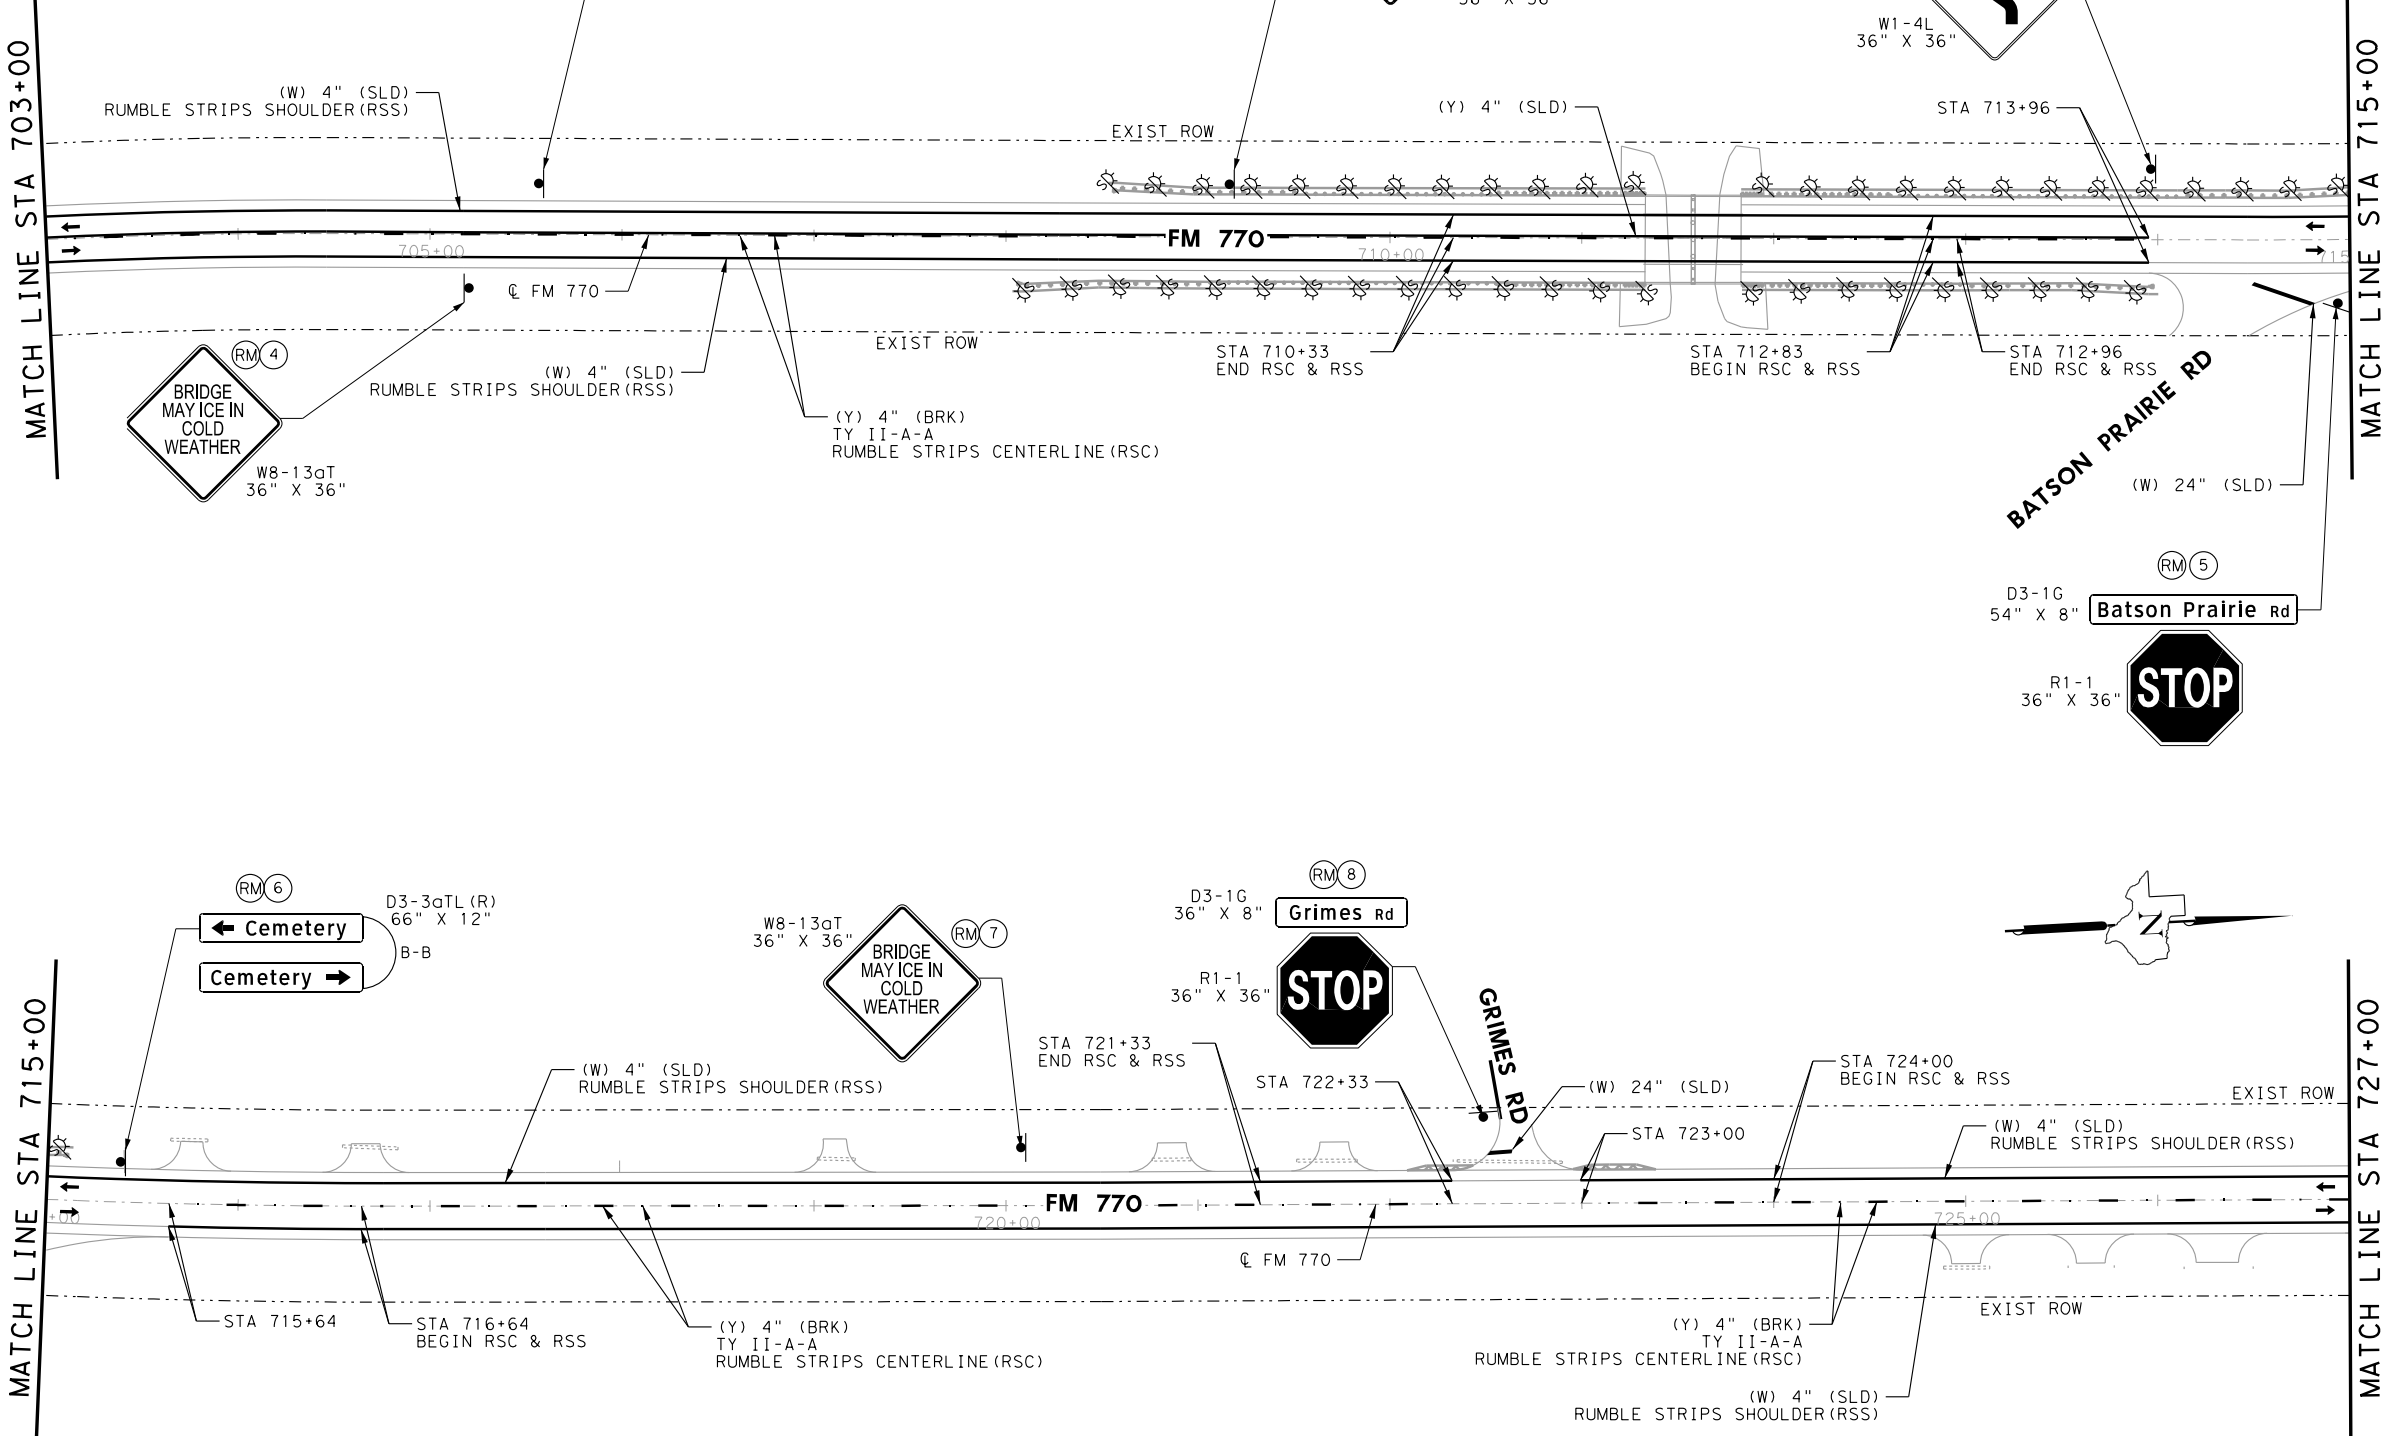 36" X 36"
W1-4L
36" X 36"
MATCH LINE STA 703+00
(W) 4" (SLD)
RUMBLE STRIPS SHOULDER(RSS)
EXIST ROW
(Y) 4" (SLD)
STA 713+96
MATCH LINE STA 715+00
705+00
FM 770
710+00
715
℄ FM 770
EXIST ROW
RM 4
BRIDGE
MAY ICE IN
COLD
WEATHER
W8-13aT
36" X 36"
(W) 4" (SLD)
RUMBLE STRIPS SHOULDER(RSS)
(Y) 4" (BRK)
TY II-A-A
RUMBLE STRIPS CENTERLINE(RSC)
STA 710+33
END RSC & RSS
STA 712+83
BEGIN RSC & RSS
STA 712+96
END RSC & RSS
BATSON PRAIRIE RD
(W) 24" (SLD)
RM 5
D3-1G
54" X 8"
Batson Prairie Rd
R1-1
36" X 36"
STOP
RM 6
← Cemetery
Cemetery →
D3-3aTL(R)
66" X 12"
B-B
W8-13aT
36" X 36"
BRIDGE
MAY ICE IN
COLD
WEATHER
RM 7
RM 8
D3-1G
36" X 8"
Grimes Rd
R1-1
36" X 36"
STOP
GRIMES RD
N
MATCH LINE STA 715+00
(W) 4" (SLD)
RUMBLE STRIPS SHOULDER(RSS)
STA 721+33
END RSC & RSS
STA 722+33
(W) 24" (SLD)
STA 723+00
STA 724+00
BEGIN RSC & RSS
EXIST ROW
(W) 4" (SLD)
RUMBLE STRIPS SHOULDER(RSS)
MATCH LINE STA 727+00
+00
FM 770
720+00
725+00
℄ FM 770
EXIST ROW
STA 715+64
STA 716+64
BEGIN RSC & RSS
(Y) 4" (BRK)
TY II-A-A
RUMBLE STRIPS CENTERLINE(RSC)
(Y) 4" (BRK)
TY II-A-A
RUMBLE STRIPS CENTERLINE(RSC)
(W) 4" (SLD)
RUMBLE STRIPS SHOULDER(RSS)